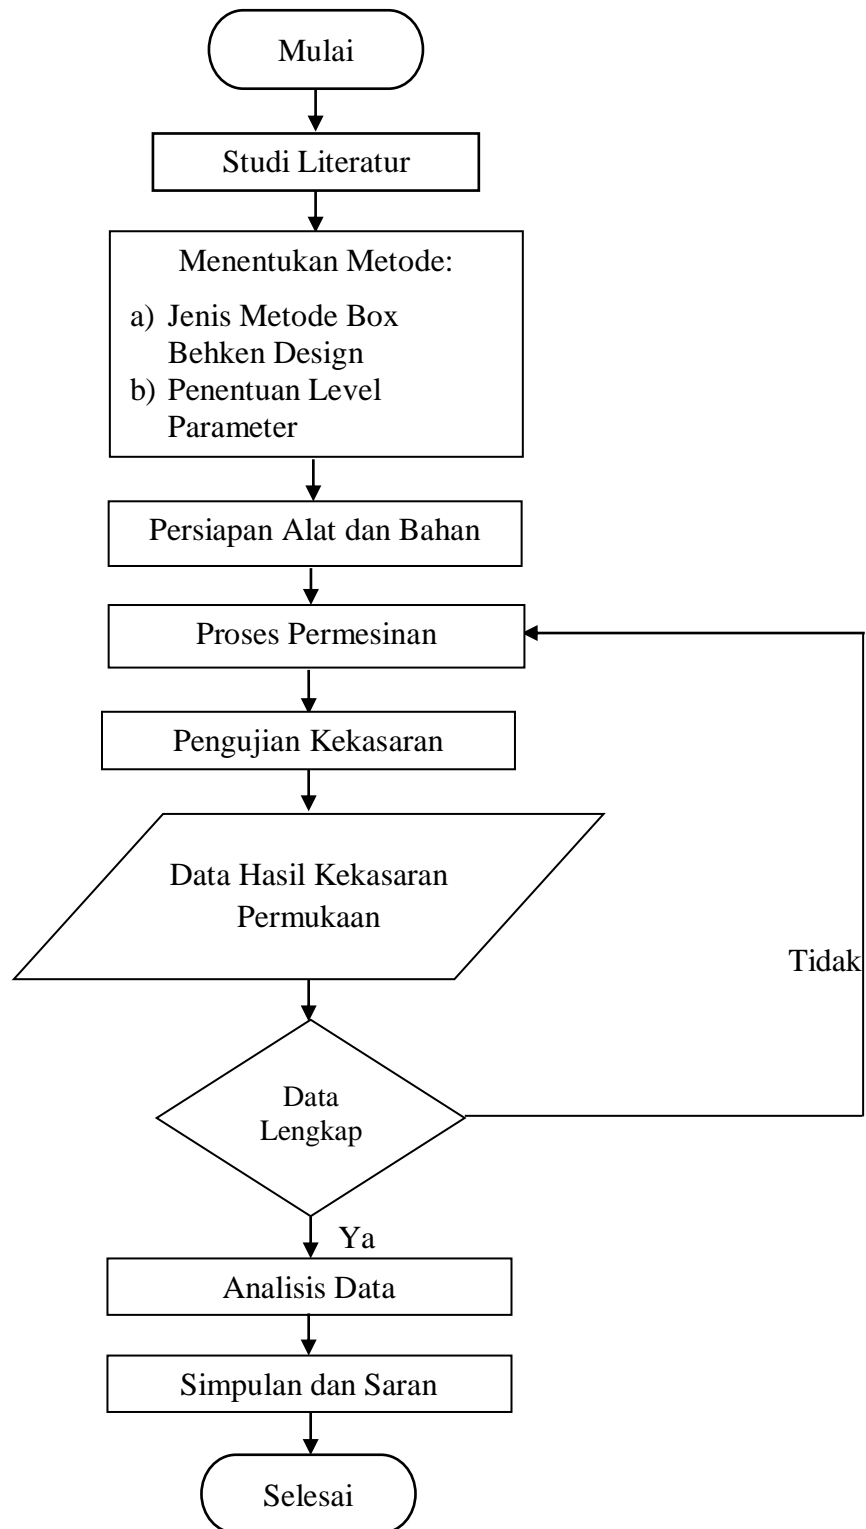 Mulai
Studi Literatur
Menentukan Metode:
a) Jenis Metode Box
Behken Design
b) Penentuan Level
Parameter
Persiapan Alat dan Bahan
Proses Permesinan
Pengujian Kekasaran
Data Hasil Kekasaran
Permukaan
Tidak
Data
Lengkap
Ya
Analisis Data
Simpulan dan Saran
Selesai